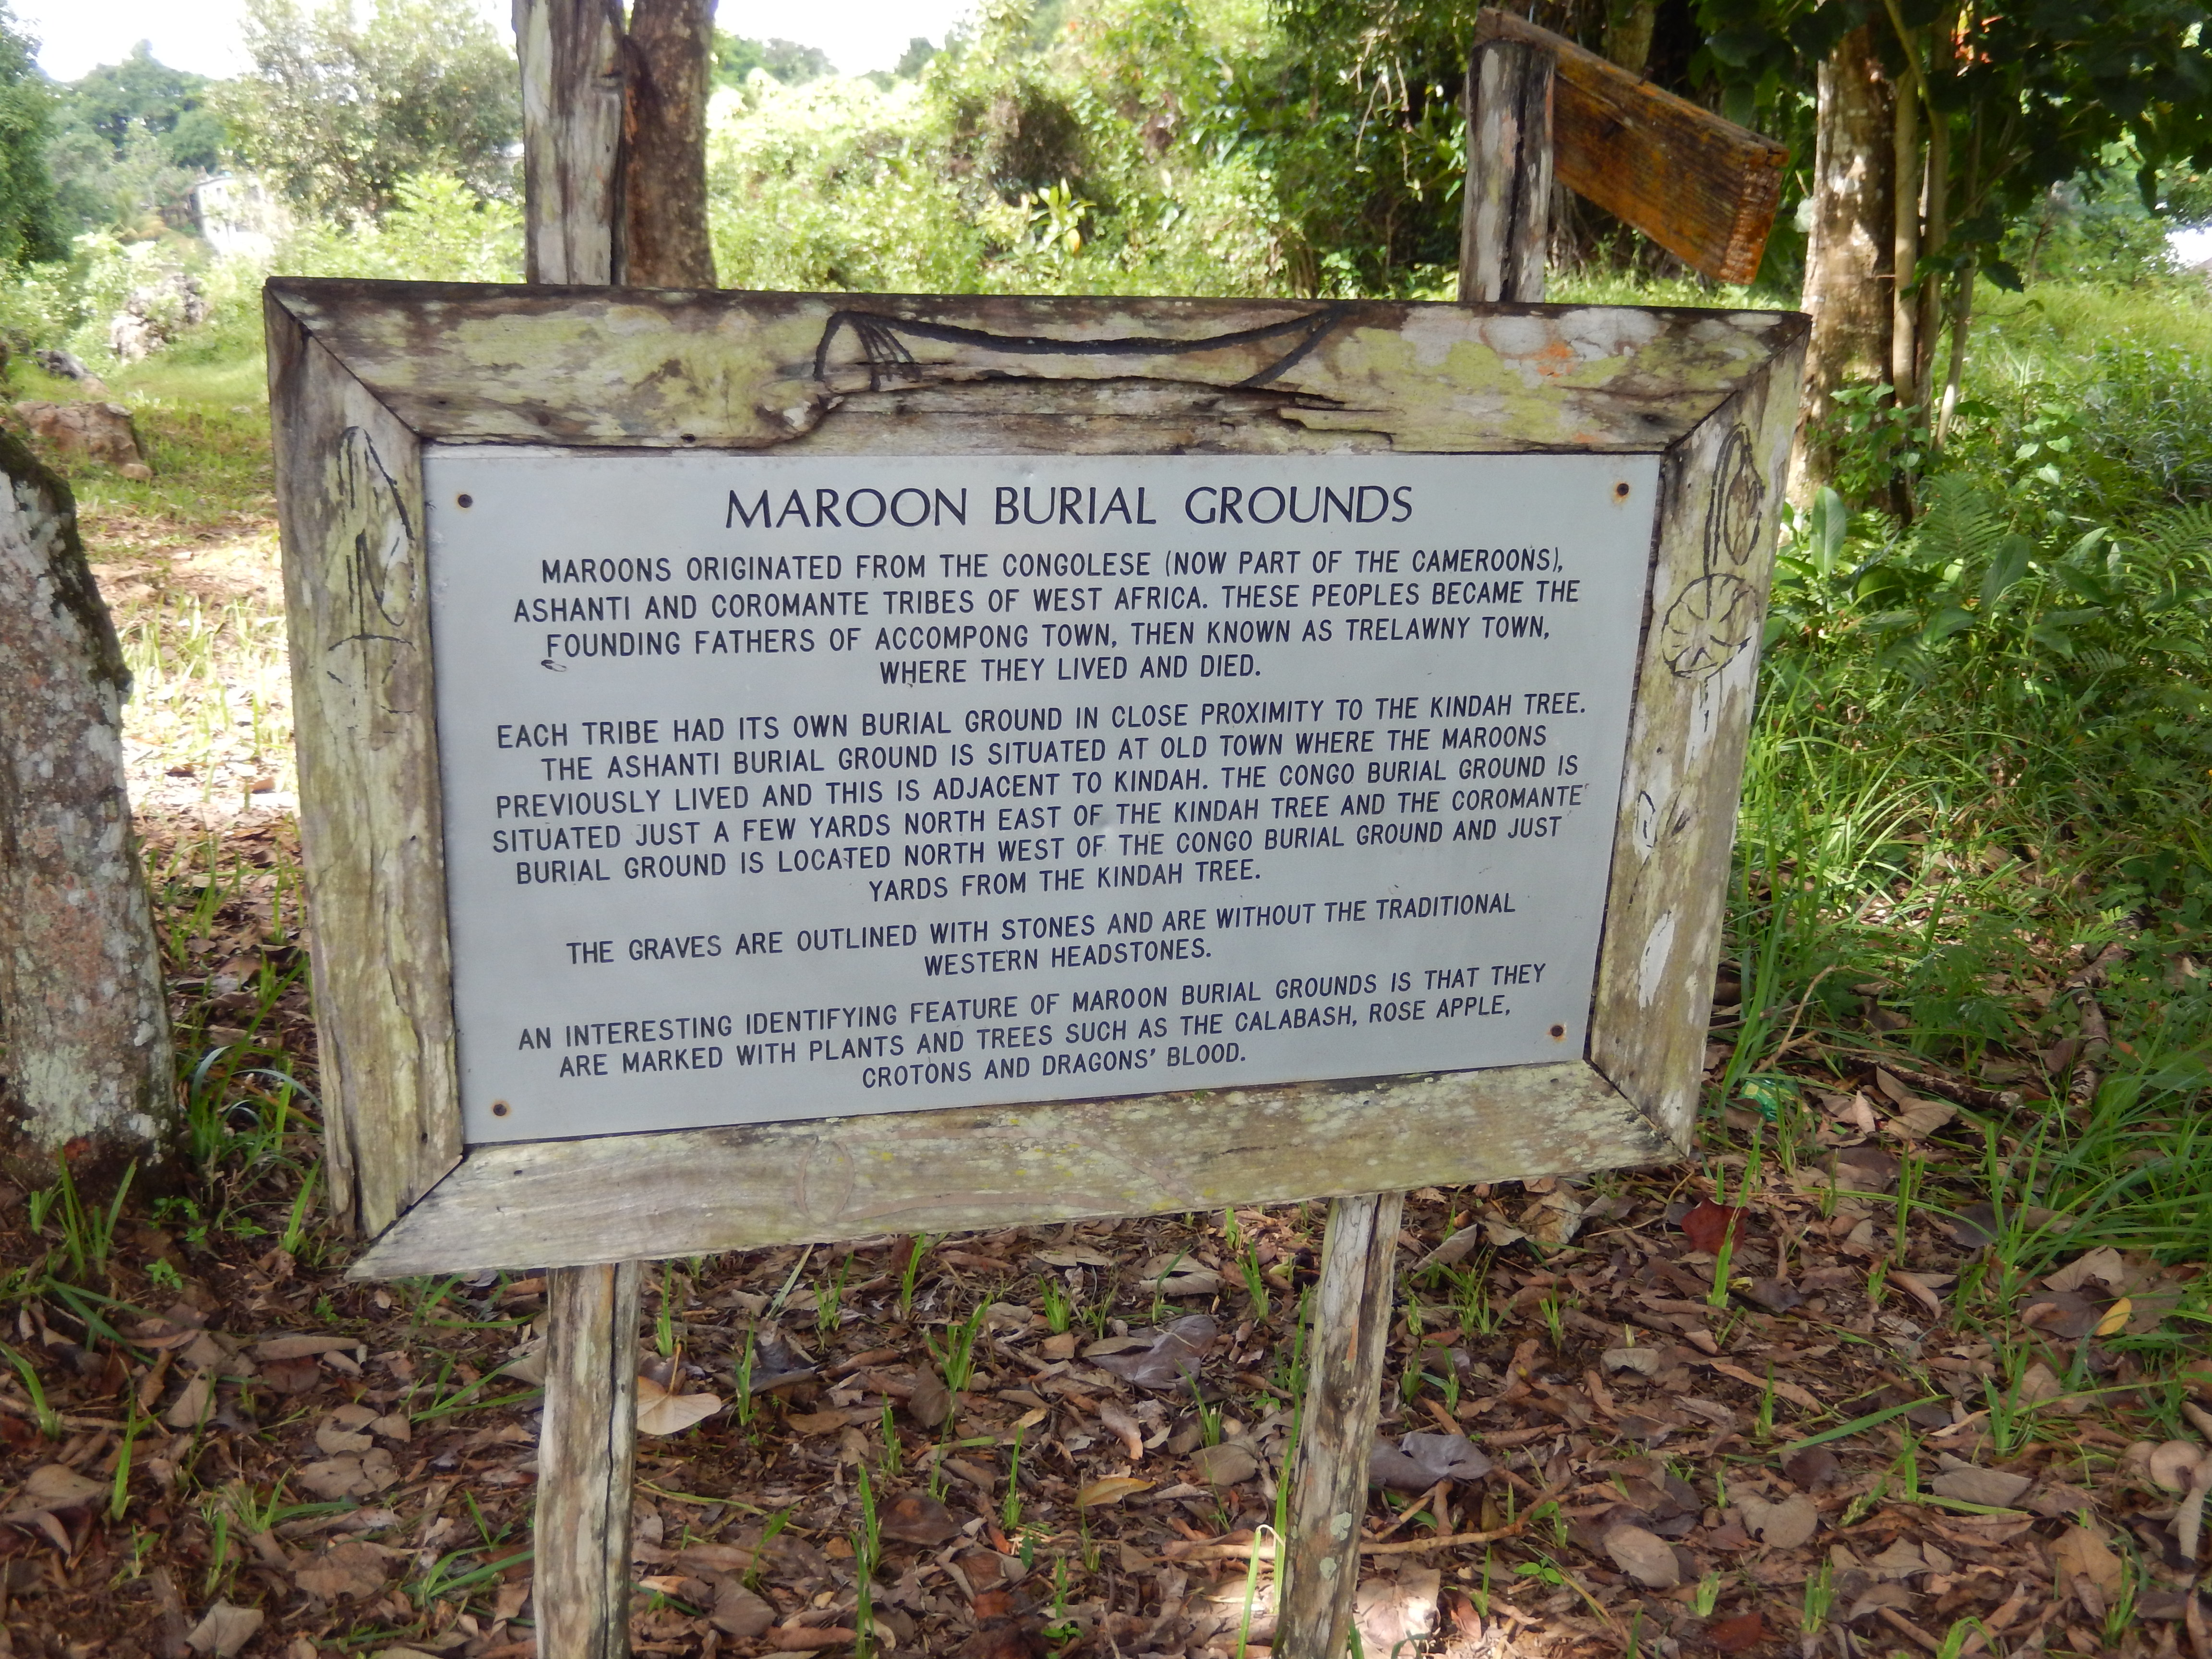 MAROON BURIAL GROUNDS
MAROONS ORIGINATED FROM THE CONGOLESE (NOW PART OF THE CAMEROONS),
ASHANTI AND COROMANTE TRIBES OF WEST AFRICA. THESE PEOPLES BECAME THE
FOUNDING FATHERS OF ACCOMPONG TOWN, THEN KNOWN AS TRELAWNY TOWN,
WHERE THEY LIVED AND DIED.
EACH TRIBE HAD ITS OWN BURIAL GROUND IN CLOSE PROXIMITY TO THE KINDAH TREE.
THE ASHANTI BURIAL GROUND IS SITUATED AT OLD TOWN WHERE THE MAROONS
PREVIOUSLY LIVED AND THIS IS ADJACENT TO KINDAH. THE CONGO BURIAL GROUND IS
SITUATED JUST A FEW YARDS NORTH EAST OF THE KINDAH TREE AND THE COROMANTE
BURIAL GROUND IS LOCATED NORTH WEST OF THE CONGO BURIAL GROUND AND JUST
YARDS FROM THE KINDAH TREE.
THE GRAVES ARE OUTLINED WITH STONES AND ARE WITHOUT THE TRADITIONAL
WESTERN HEADSTONES.
AN INTERESTING IDENTIFYING FEATURE OF MAROON BURIAL GROUNDS IS THAT THEY
ARE MARKED WITH PLANTS AND TREES SUCH AS THE CALABASH, ROSE APPLE,
CROTONS AND DRAGONS' BLOOD.